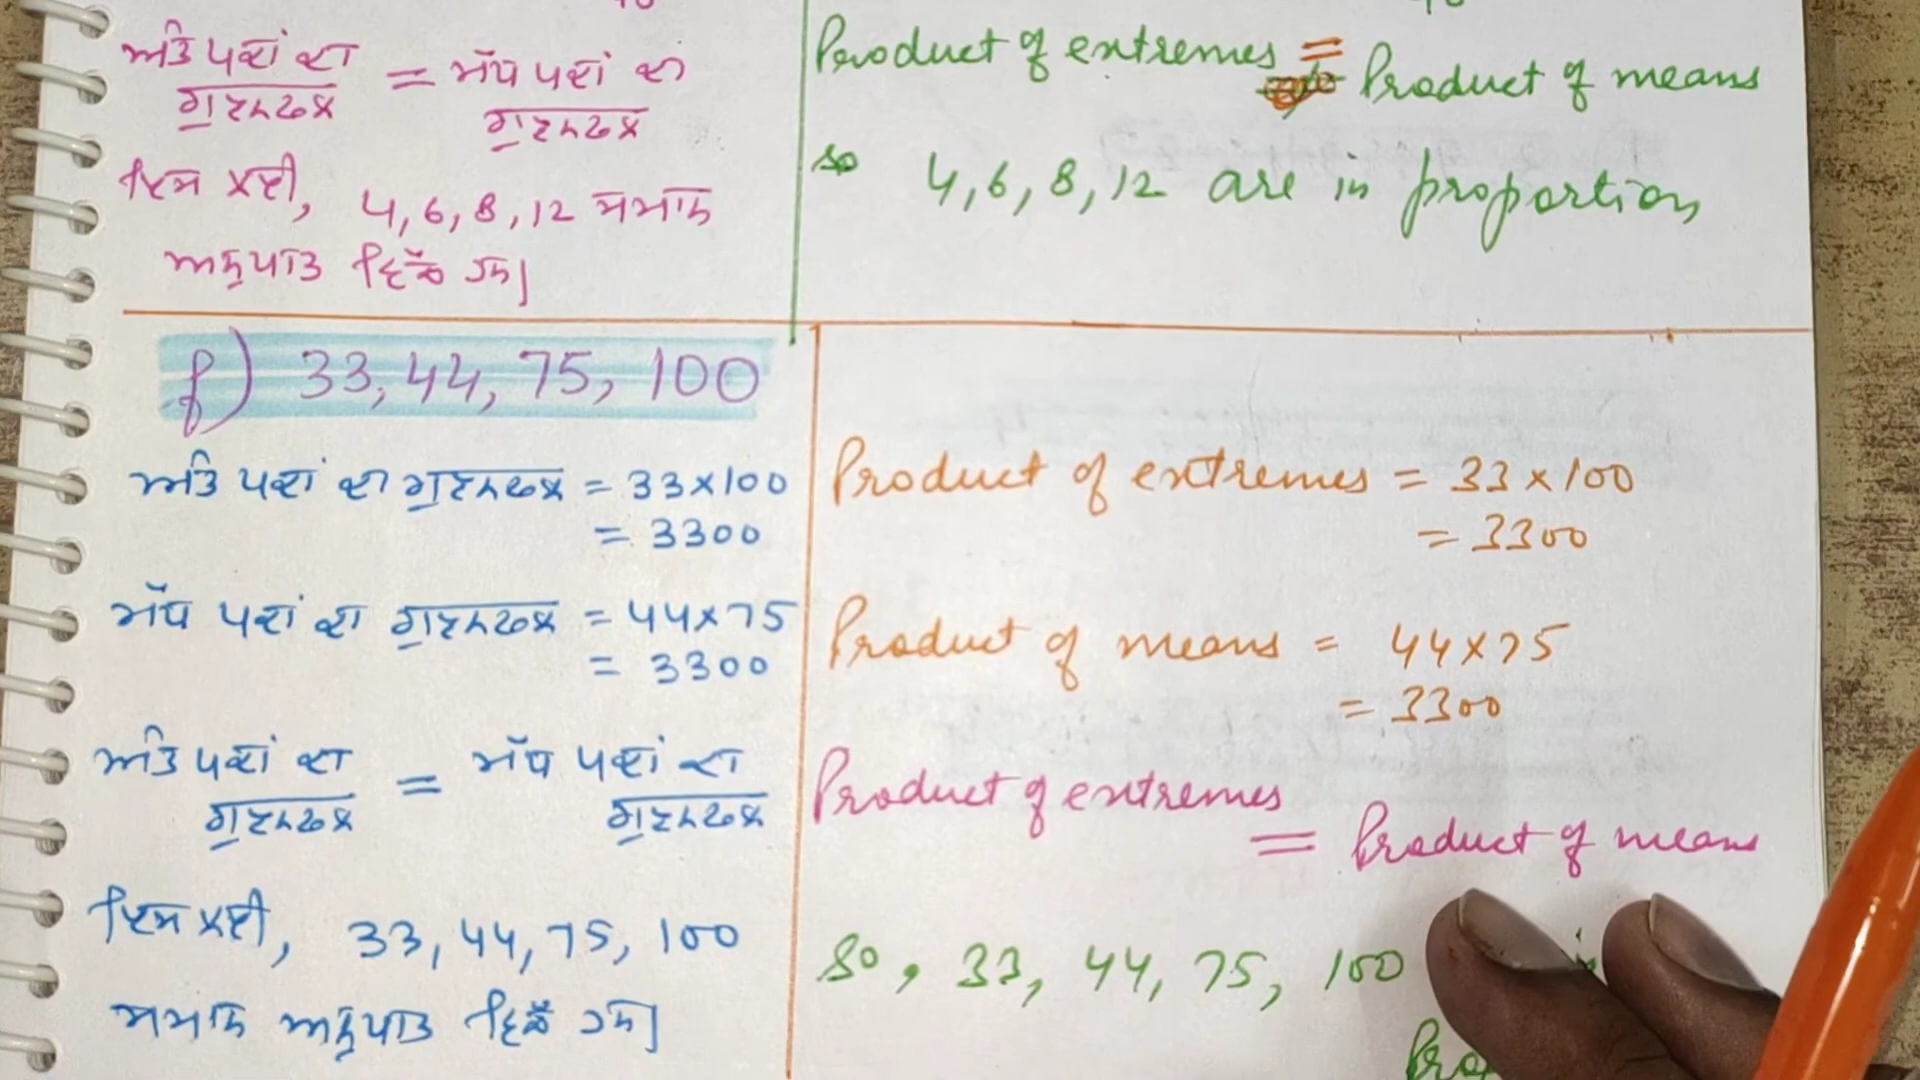 ਅੰਤ ਪਦਾਂ ਦਾ = ਮੱਧ ਪਦਾਂ ਦਾ
ਗੁਣਨਫਲ ਗੁਣਨਫਲ
ਇਸ ਲਈ, 4, 6, 8, 12 ਸਮਾਨ
ਅਨੁਪਾਤ ਵਿੱਚ ਹਨ।
Product of extremes = Product of means
so 4, 6, 8, 12 are in proportion
f) 33, 44, 75, 100
ਅੰਤ ਪਦਾਂ ਦਾ ਗੁਣਨਫਲ = 33×100
= 3300
ਮੱਧ ਪਦਾਂ ਦਾ ਗੁਣਨਫਲ = 44×75
= 3300
ਅੰਤ ਪਦਾਂ ਦਾ = ਮੱਧ ਪਦਾਂ ਦਾ
ਗੁਣਨਫਲ ਗੁਣਨਫਲ
ਇਸ ਲਈ, 33, 44, 75, 100
ਸਮਾਨ ਅਨੁਪਾਤ ਵਿੱਚ ਹਨ।
Product of extremes = 33×100
= 3300
Product of means = 44×75
= 3300
Product of extremes
= Product of means
So, 33, 44, 75, 100